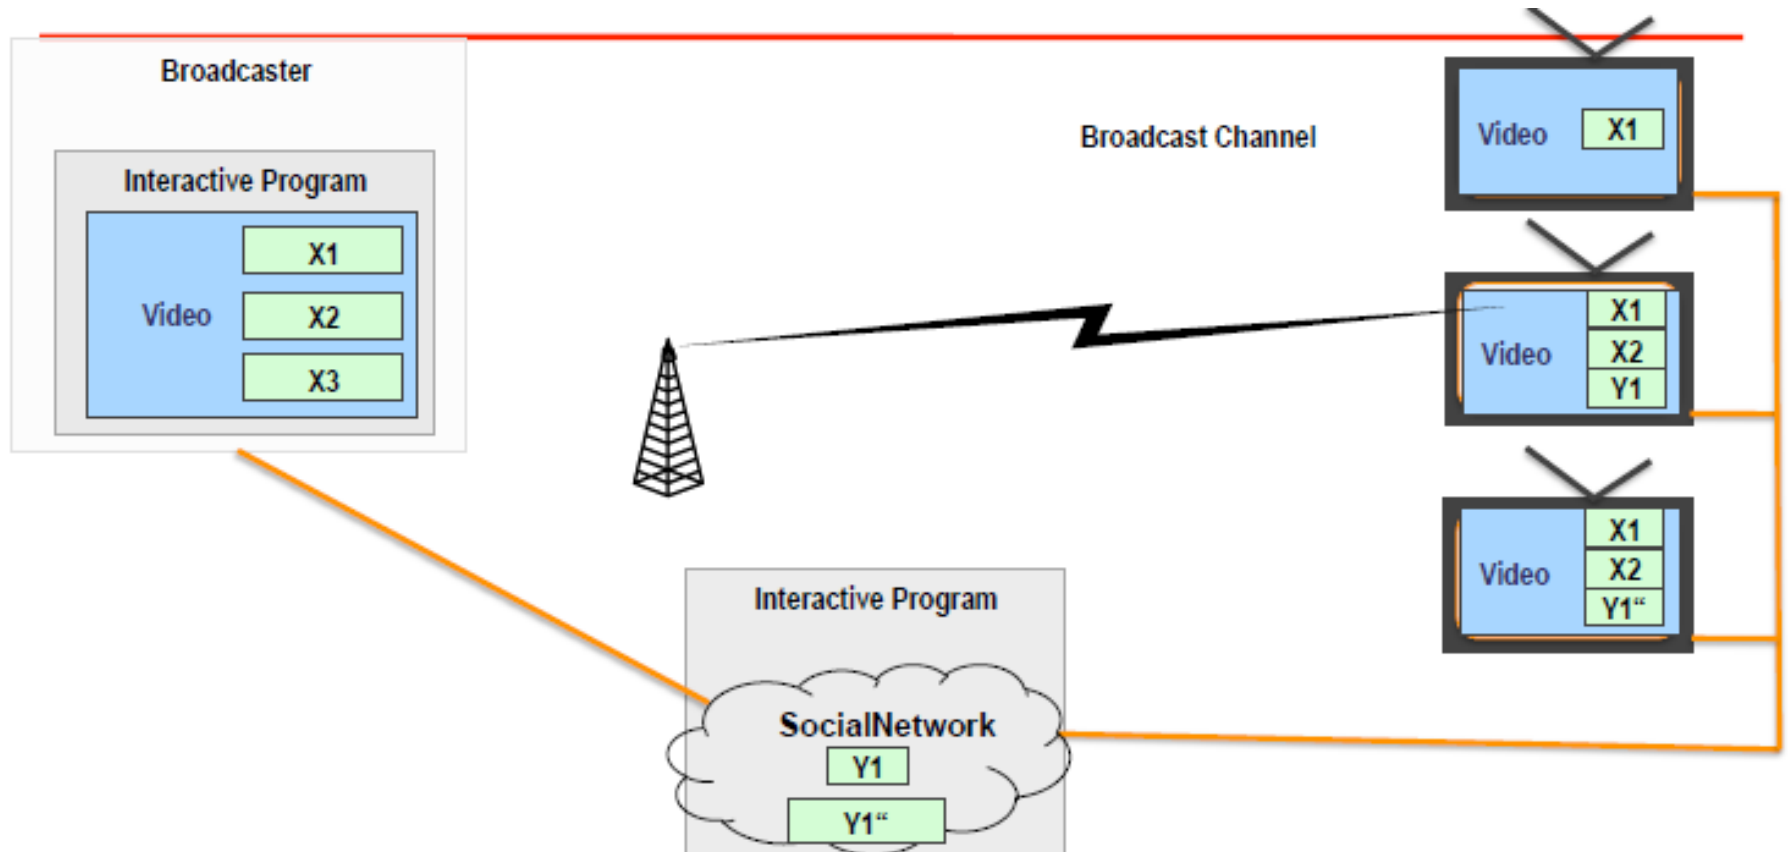 Broadcaster
Interactive Program
Video
X1
X2
X3
Broadcast Channel
Video
X1
Video
X1
X2
Y1
Video
X1
X2
Y1“
Interactive Program
SocialNetwork
Y1
Y1“